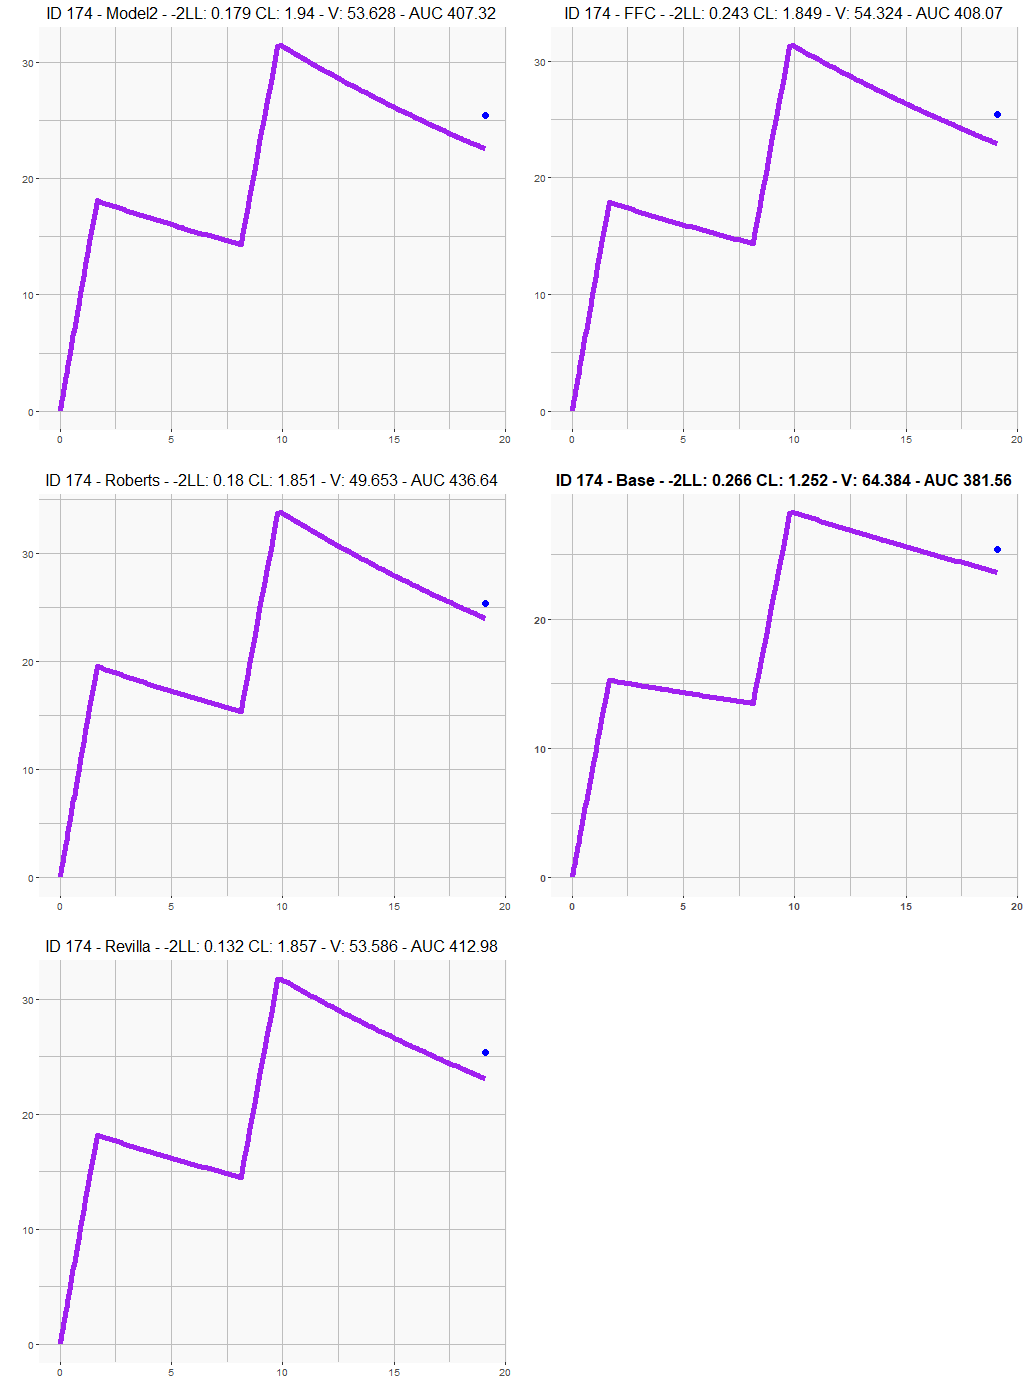 ID 174 - Model2 - -2LL: 0.179 CL: 1.94 - V: 53.628 - AUC 407.32
30
20
10
0
0 5 10 15 20
ID 174 - FFC - -2LL: 0.243 CL: 1.849 - V: 54.324 - AUC 408.07
30
20
10
0
0 5 10 15 20
ID 174 - Roberts - -2LL: 0.18 CL: 1.851 - V: 49.653 - AUC 436.64
30
20
10
0
0 5 10 15 20
ID 174 - Base - -2LL: 0.266 CL: 1.252 - V: 64.384 - AUC 381.56
20
10
0
0 5 10 15 20
ID 174 - Revilla - -2LL: 0.132 CL: 1.857 - V: 53.586 - AUC 412.98
30
20
10
0
0 5 10 15 20